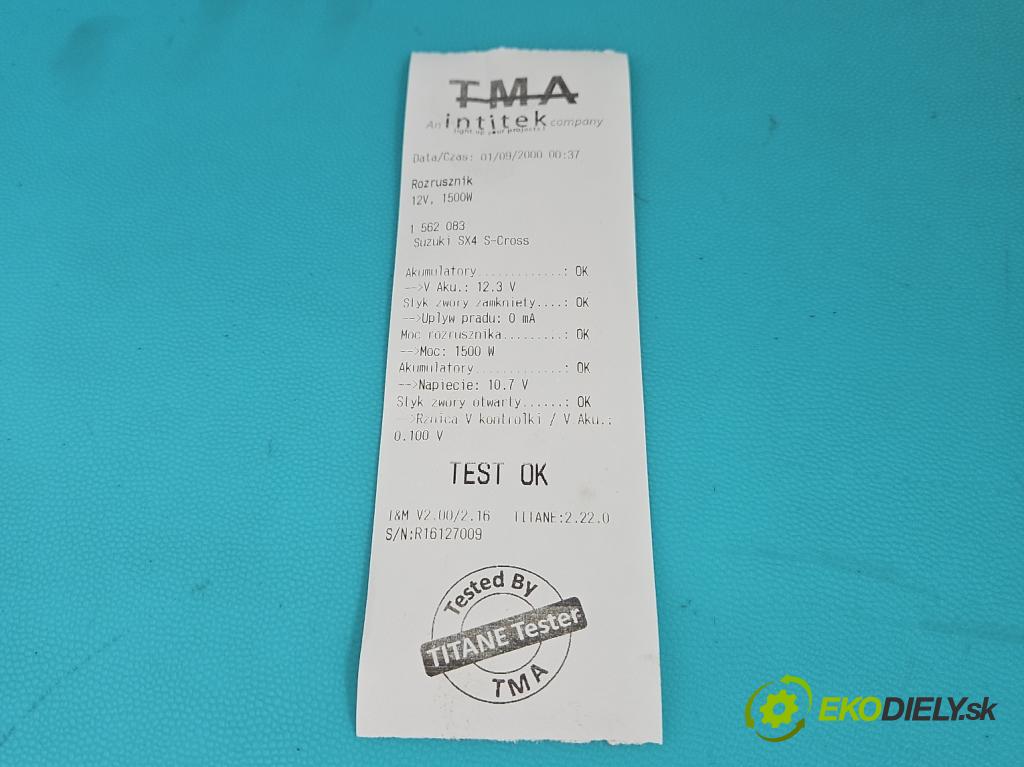 TMA
An intitek company
light up your projects !
Data/Czas: 01/09/2000 00:37
Rozrusznik
12V, 1500W
1 562 083
Suzuki SX4 S-Cross
Akumulatory............: OK
-->V Aku.: 12.3 V
Styk zwory zamkniety....: OK
-->Uplyw pradu: 0 mA
Moc rozrusznika.........: OK
-->Moc: 1500 W
Akumulatory.............: OK
-->Napiecie: 10.7 V
Styk zwory otwarty......: OK
-->Rznica V kontrolki / V Aku.:
0.100 V
TEST OK
T&M V2.00/2.16 TITANE:2.22.0
S/N:R16127009
Tested By
TITANE Tester
TMA
EKODIELY.sk